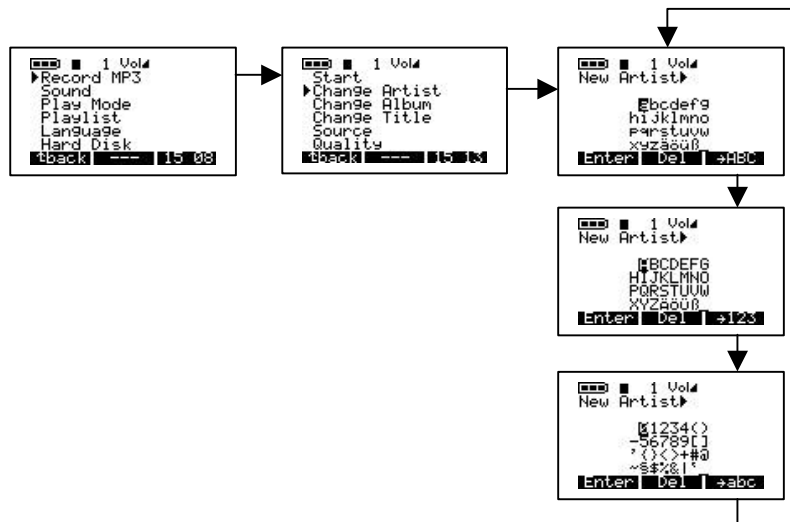 1 Vol
Record MP3
Sound
Play Mode
Playlist
Language
Hard Disk
back --- 15 08
1 Vol
Start
Change Artist
Change Album
Change Title
Source
Quality
back --- 15 13
1 Vol
New Artist
abcdefg
hijklmno
pqrstuvw
xyzäöüß_
Enter Del →ABC
1 Vol
New Artist
ABCDEFG
HIJKLMNO
PQRSTUVW
XYZÄÖÜß_
Enter Del →123
1 Vol
New Artist
1234()
-56789[]
'{}<>+#@
~§$%&|
Enter Del →abc